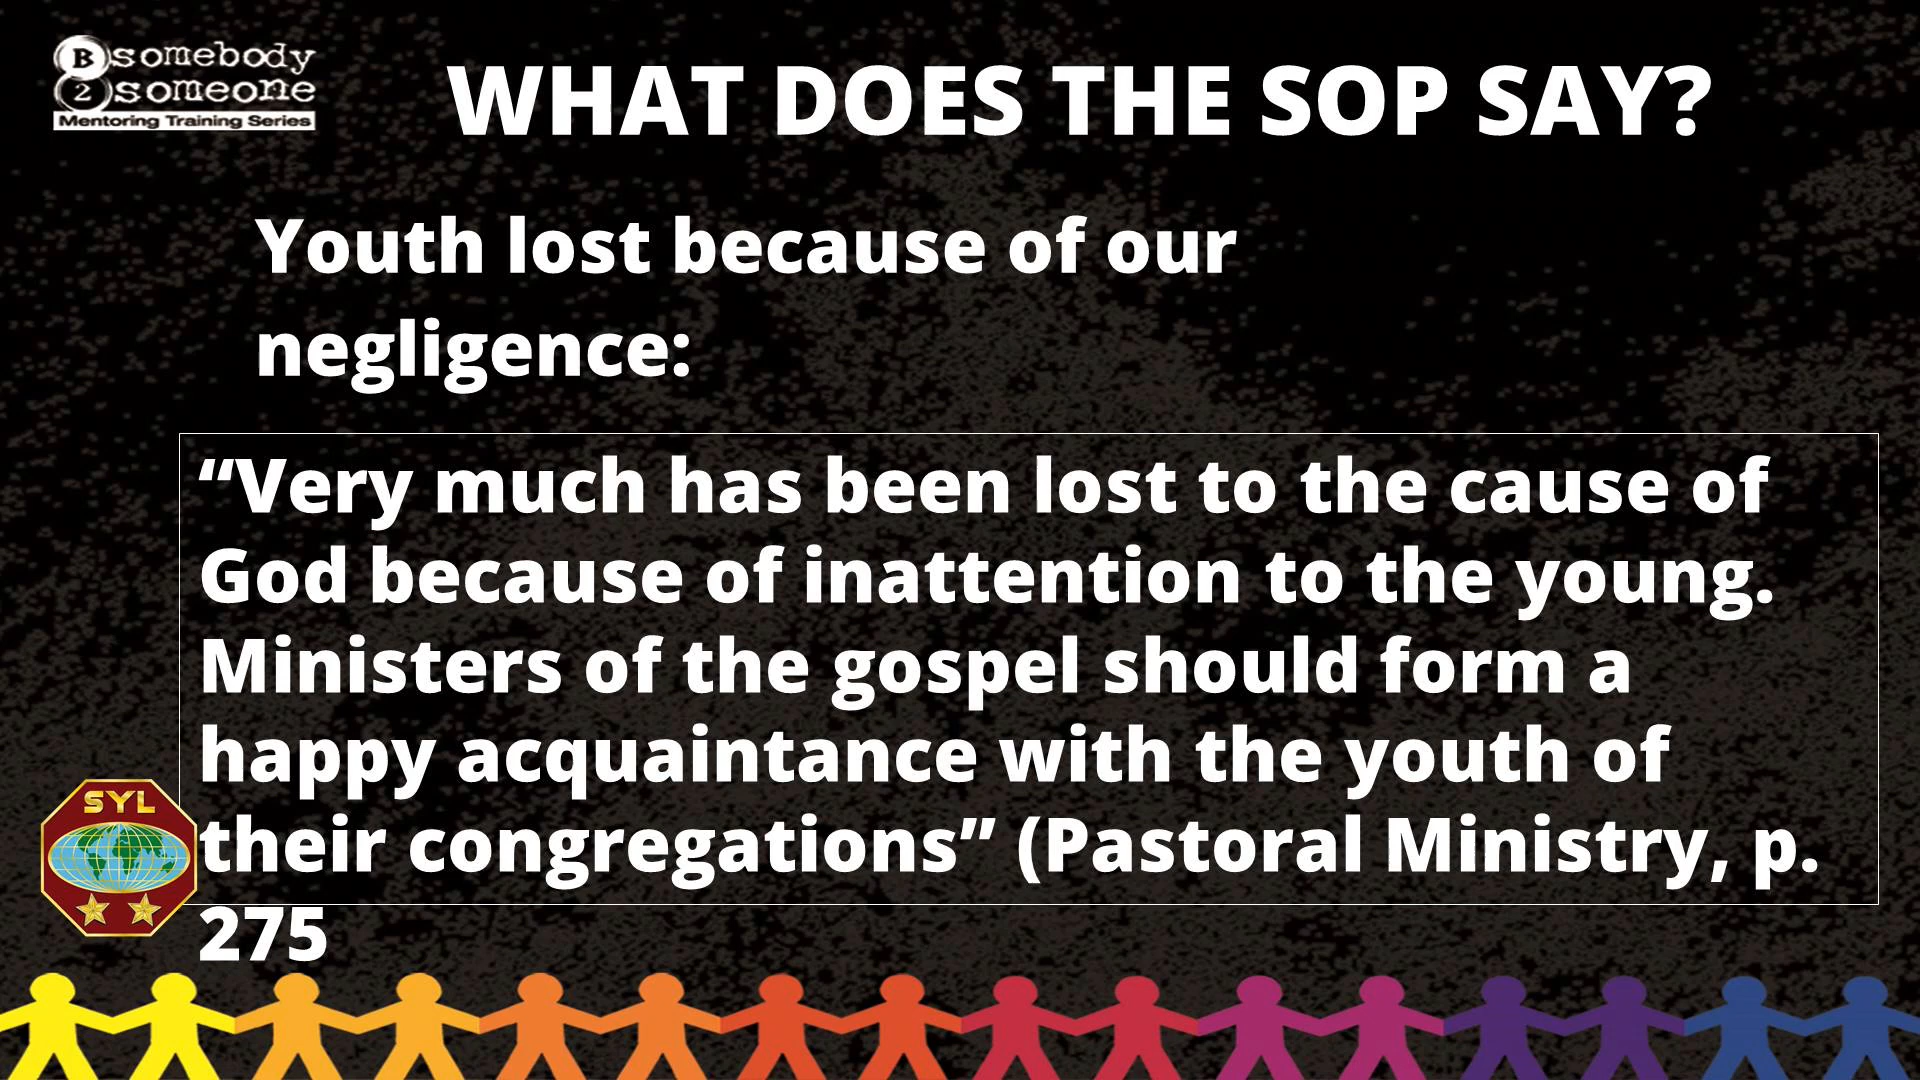 B somebody
2 someone
Mentoring Training Series
WHAT DOES THE SOP SAY?
Youth lost because of our
negligence:
“Very much has been lost to the cause of
God because of inattention to the young.
Ministers of the gospel should form a
happy acquaintance with the youth of
their congregations” (Pastoral Ministry, p.
275
SYL